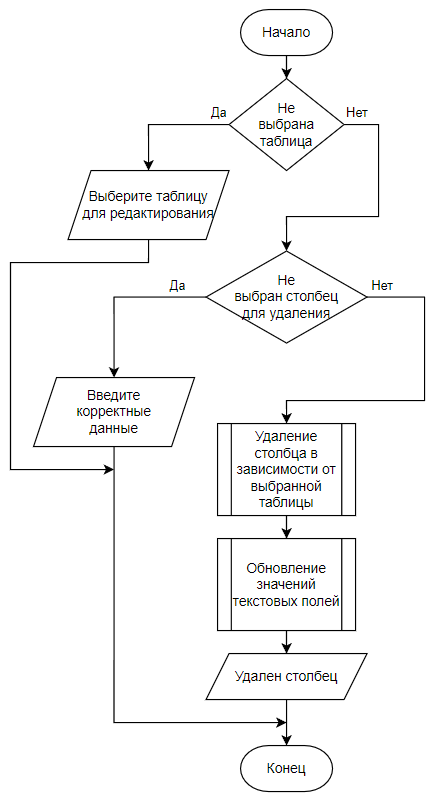 Начало
Да
Не
выбрана
таблица
Нет
Выберите таблицу
для редактирования
Да
Не
выбран столбец
для удаления
Нет
Введите
корректные
данные
Удаление
столбца в
зависимости от
выбранной
таблицы
Обновление
значений
текстовых полей
Удален столбец
Конец